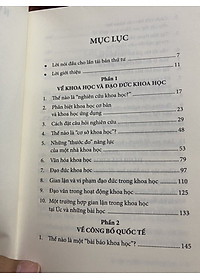 MỤC LỤC
• Lời nói đầu cho lần tái bản thứ tư 7
• Lời giới thiệu 11
Phần 1
VỀ KHOA HỌC VÀ ĐẠO ĐỨC KHOA HỌC
1. Thế nào là "nghiên cứu khoa học?" 17
2. Phân biệt khoa học cơ bản
và khoa học ứng dụng 23
3. Cách đặt câu hỏi nghiên cứu 29
4. Thế nào là "cơ sở khoa học"? 48
5. Những "thước đo" năng lực
của một nhà khoa học 55
6. Văn hóa khoa học
7. Đạo đức khoa học
8. Gian lận và vi phạm đạo đức trong khoa học 110
9. Đạo văn trong hoạt động khoa học 125
10. Một trường hợp gian lận trong khoa học
tại Úc và những bài học 133
Phần 2
VỀ CÔNG BỐ QUỐC TẾ
1. Thế nào là một "bài báo khoa học"? 145